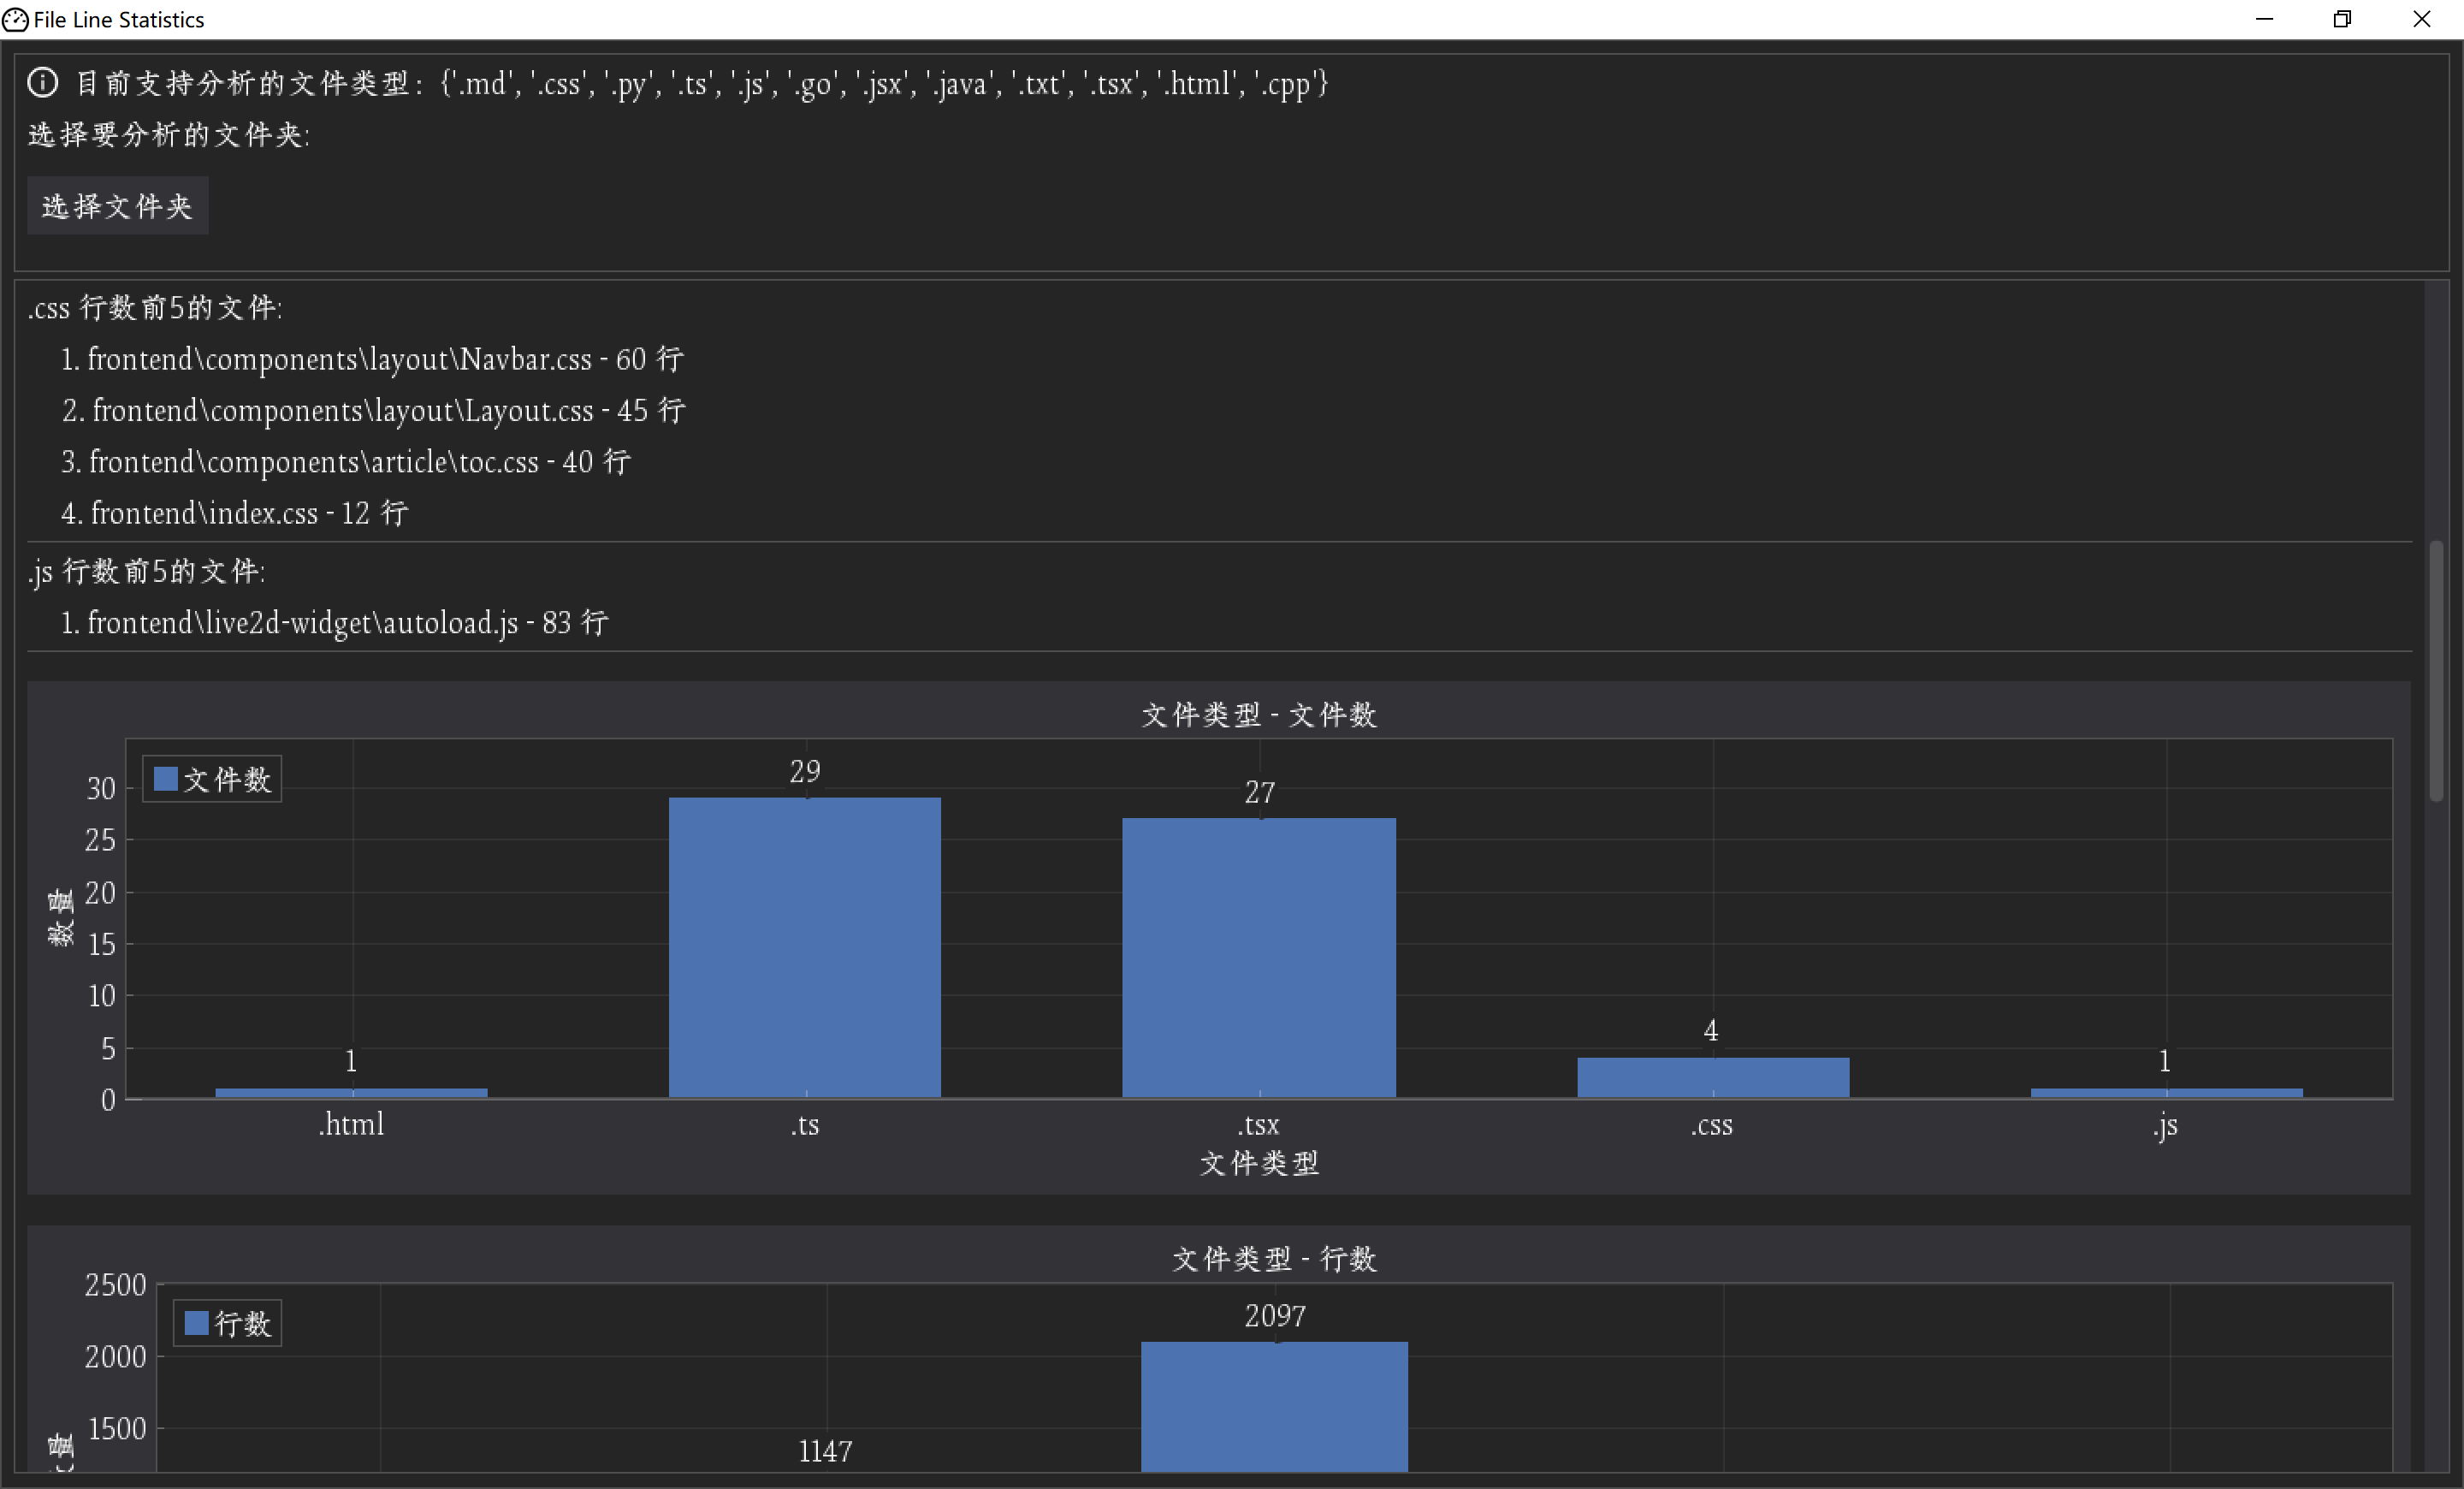 File Line Statistics
目前支持分析的文件类型: {'.md', '.css', '.py', '.ts', '.js', '.go', '.jsx', '.java', '.txt', '.tsx', '.html', '.cpp'}
选择要分析的文件夹:
选择文件夹
.css 行数前5的文件:
1. frontend\components\layout\Navbar.css - 60 行
2. frontend\components\layout\Layout.css - 45 行
3. frontend\components\article\toc.css - 40 行
4. frontend\index.css - 12 行
.js 行数前5的文件:
1. frontend\live2d-widget\autoload.js - 83 行
文件类型 - 文件数
文件数
30
25
20
15
10
5
0
数量
1
29
27
4
1
.html
.ts
.tsx
.css
.js
文件类型
文件类型 - 行数
行数
2500
2000
1500
2097
1147